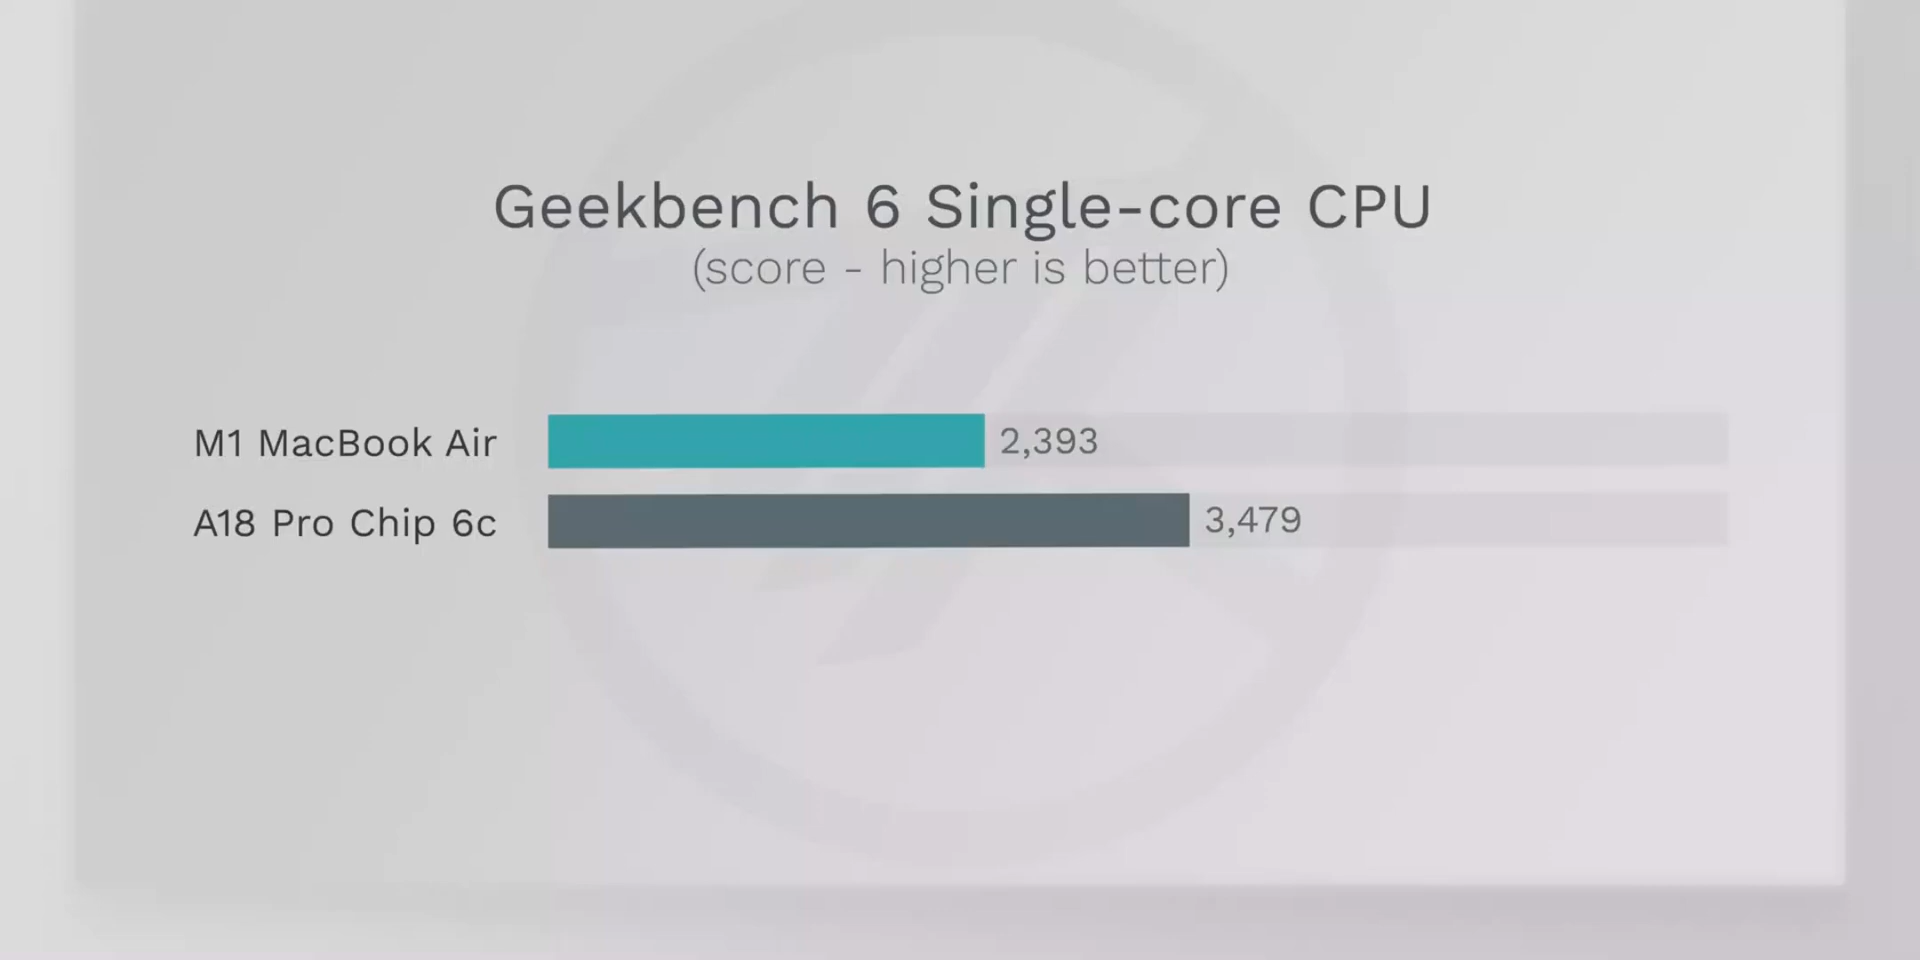 Geekbench 6 Single-core CPU
(score - higher is better)
M1 MacBook Air 2,393
A18 Pro Chip 6c 3,479